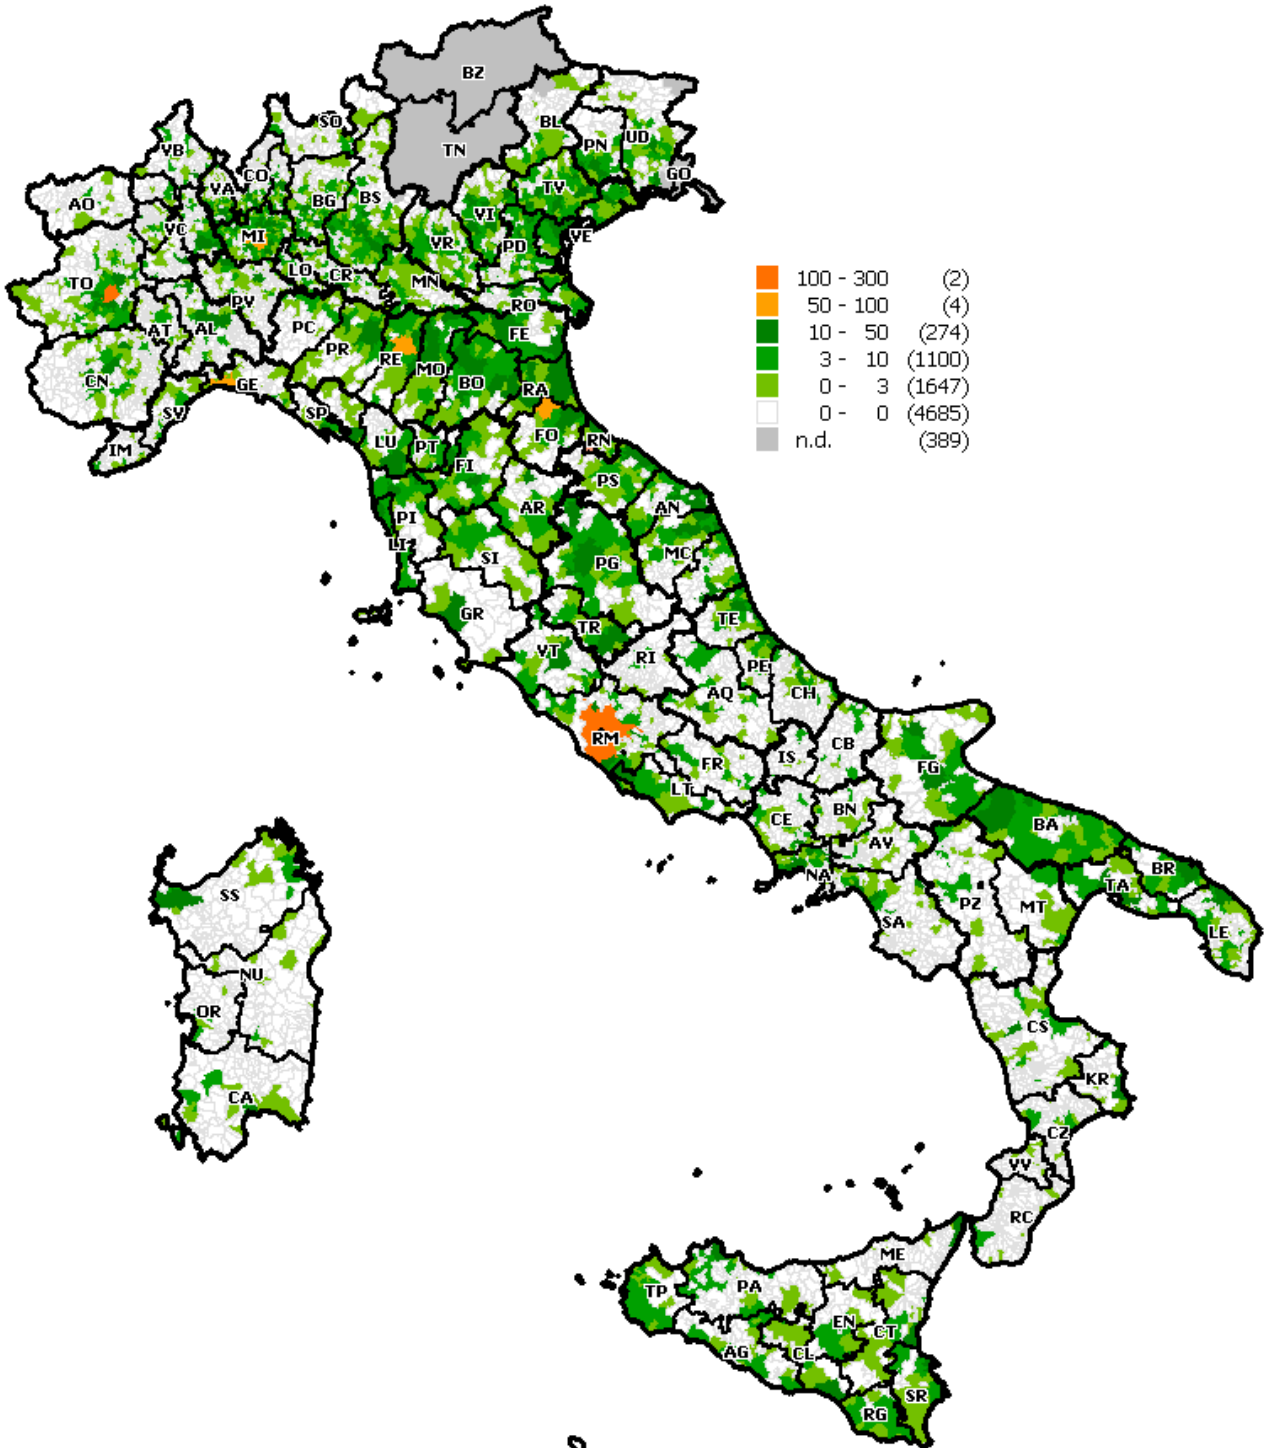 BZ
SO
TN
BL
PN
UD
VB
CO
VA
BG
BS
TV
GO
AO
VC
MI
VI
VR
PD
VE
TO
LO
CR
MN
PV
RO
AT
AL
PC
FE
PR
RE
MO
BO
CN
GE
RA
SV
SP
FO
RN
IM
LU
PT
FI
PS
AR
AN
PI
LI
SI
MC
PG
GR
TR
TE
VT
RI
PE
AQ
CH
RM
CB
IS
FR
FG
LT
BN
CE
BA
AV
NA
BR
TA
PZ
MT
SA
LE
SS
NU
OR
CS
CA
KR
CZ
VV
RC
ME
TP
PA
EN
CT
AG
CL
SR
RG
100 - 300 (2)
50 - 100 (4)
10 - 50 (274)
3 - 10 (1100)
0 - 3 (1647)
0 - 0 (4685)
n.d. (389)